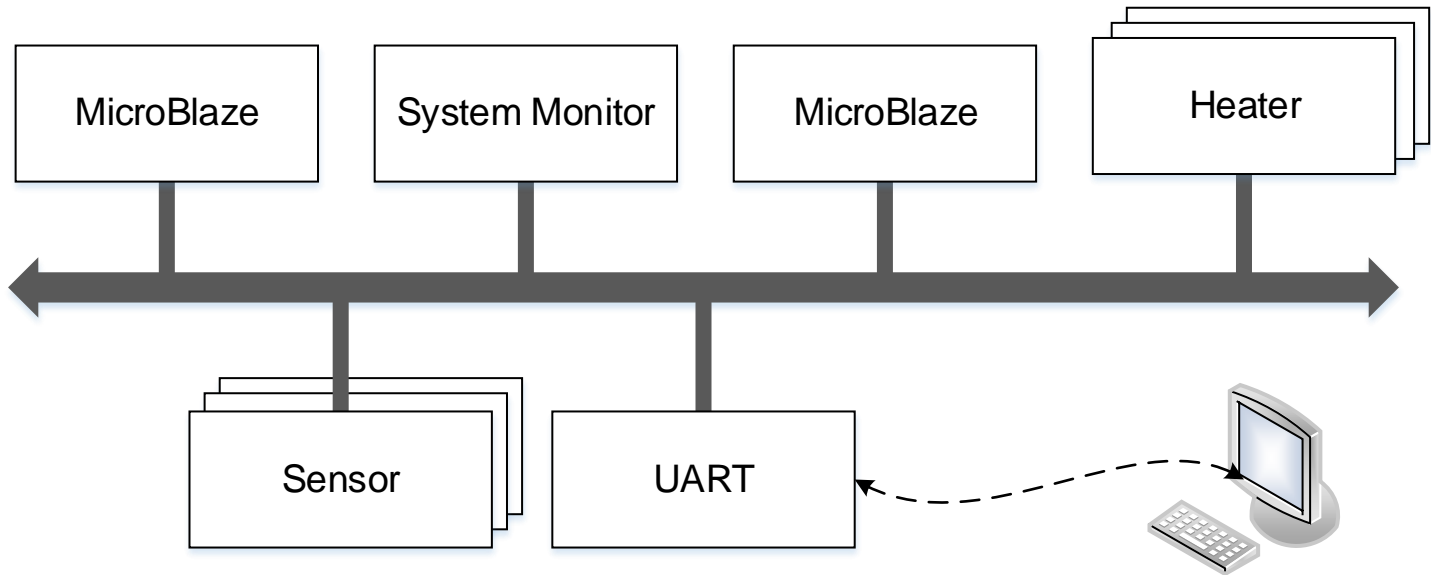 MicroBlaze
System Monitor
MicroBlaze
Heater
Sensor
UART